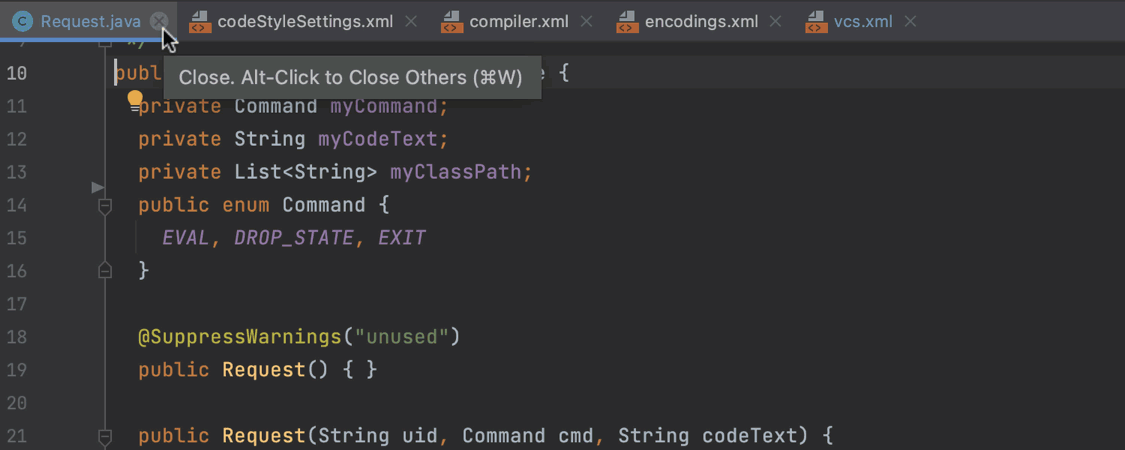 Request.java codeStyleSettings.xml compiler.xml encodings.xml vcs.xml
*/
Close. Alt-Click to Close Others (⌘W)
10 publ {
11 private Command myCommand;
12 private String myCodeText;
13 private List<String> myClassPath;
14 public enum Command {
15 EVAL, DROP_STATE, EXIT
16 }
17
18 @SuppressWarnings("unused")
19 public Request() { }
20
21 public Request(String uid, Command cmd, String codeText) {